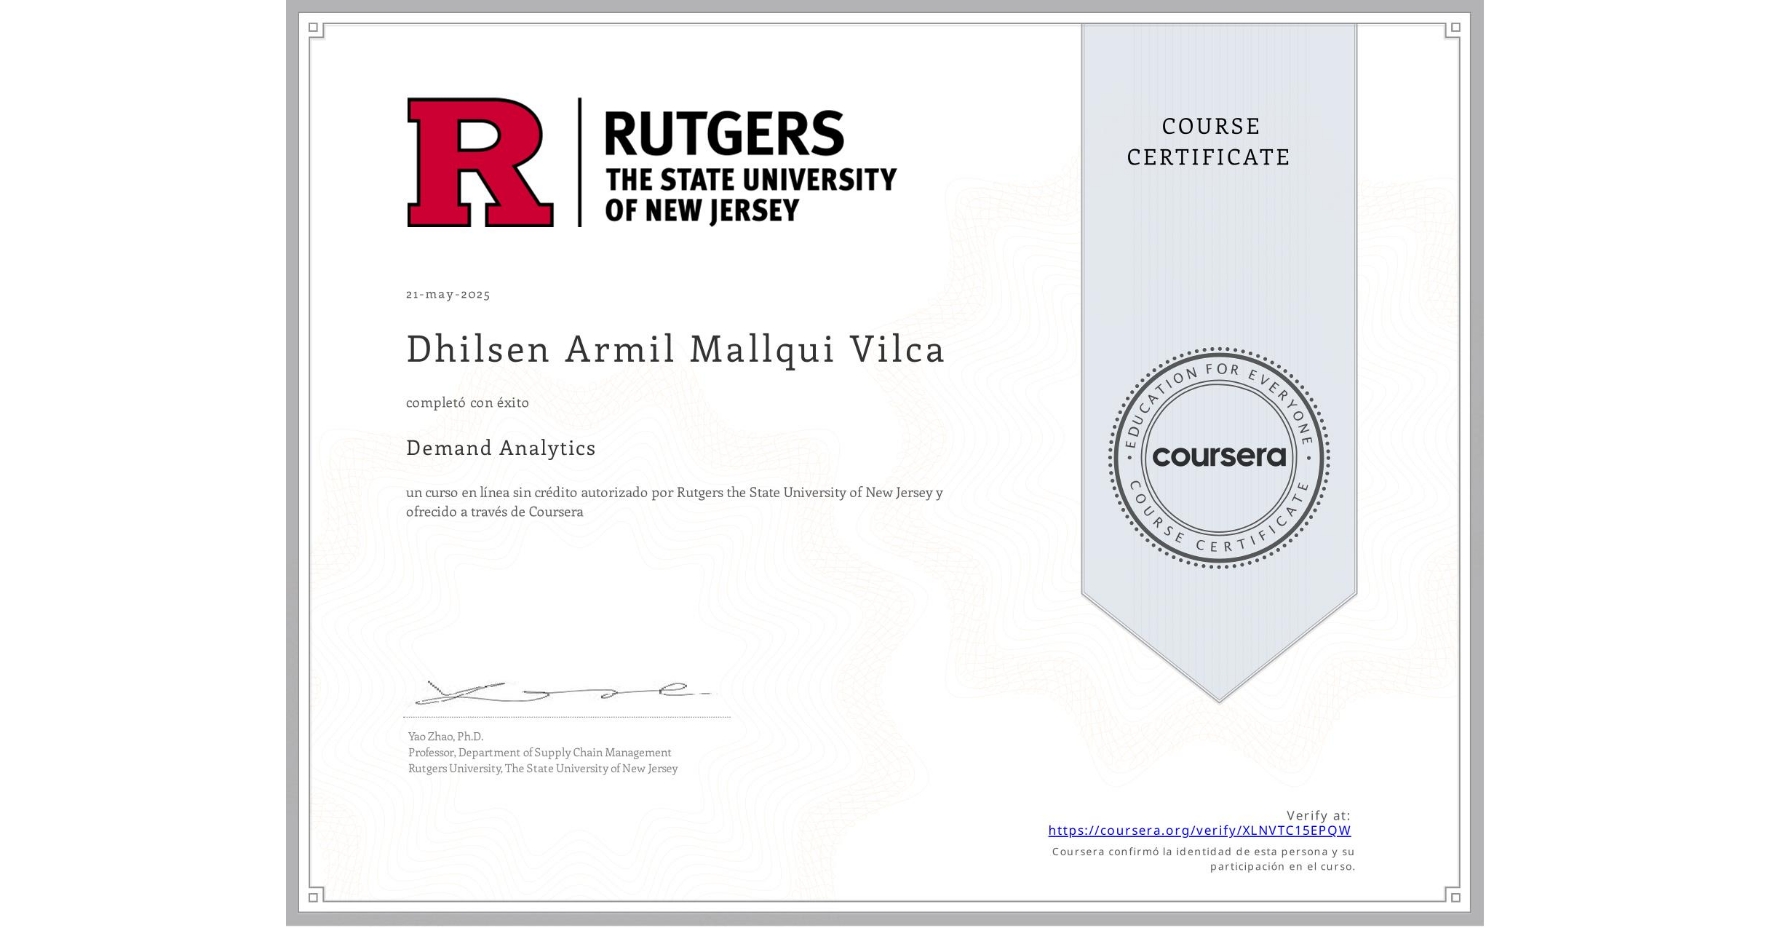 RUTGERS
THE STATE UNIVERSITY
OF NEW JERSEY
COURSE
CERTIFICATE
21-may-2025
Dhilsen Armil Mallqui Vilca
completó con éxito
Demand Analytics
un curso en línea sin crédito autorizado por Rutgers the State University of New Jersey y
ofrecido a través de Coursera
EDUCATION FOR EVERYONE
coursera
COURSE CERTIFICATE
Yao Zhao, Ph.D.
Professor, Department of Supply Chain Management
Rutgers University, The State University of New Jersey
Verify at:
https://coursera.org/verify/XLNVTC15EPQW
Coursera confirmó la identidad de esta persona y su
participación en el curso.